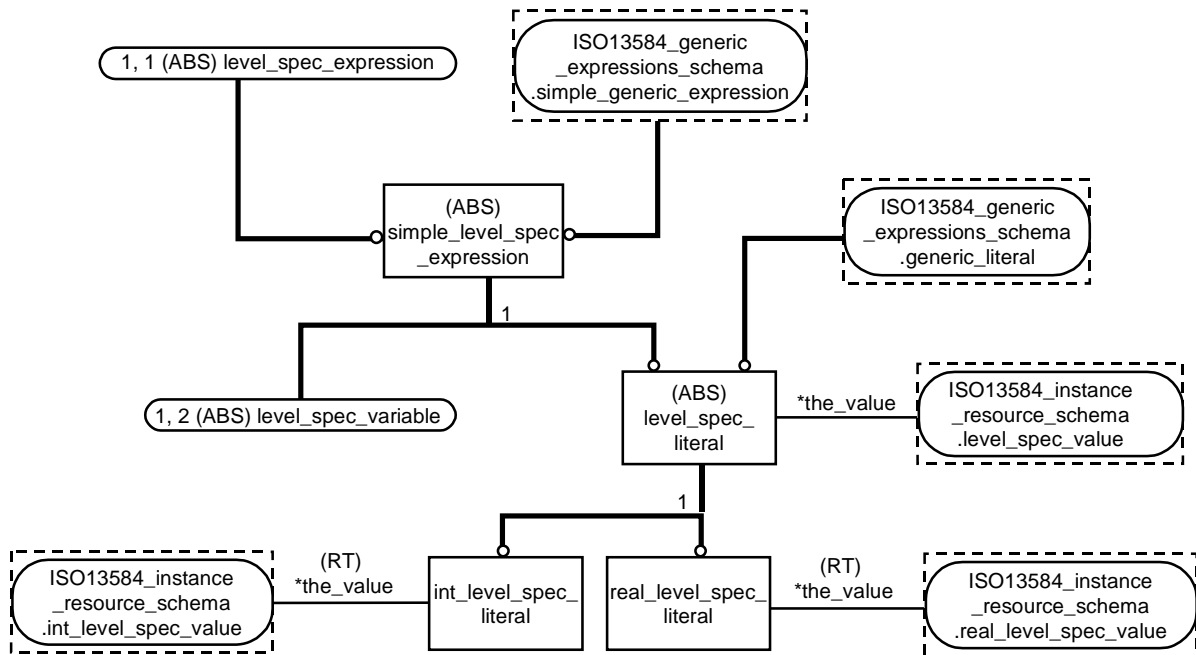 1, 1 (ABS) level_spec_expression
ISO13584_generic
_expressions_schema
.simple_generic_expression
(ABS)
simple_level_spec
_expression
ISO13584_generic
_expressions_schema
.generic_literal
1
1, 2 (ABS) level_spec_variable
(ABS)
level_spec_
literal
*the_value
ISO13584_instance
_resource_schema
.level_spec_value
1
ISO13584_instance
_resource_schema
.int_level_spec_value
(RT)
*the_value
int_level_spec_
literal
real_level_spec_
literal
(RT)
*the_value
ISO13584_instance
_resource_schema
.real_level_spec_value